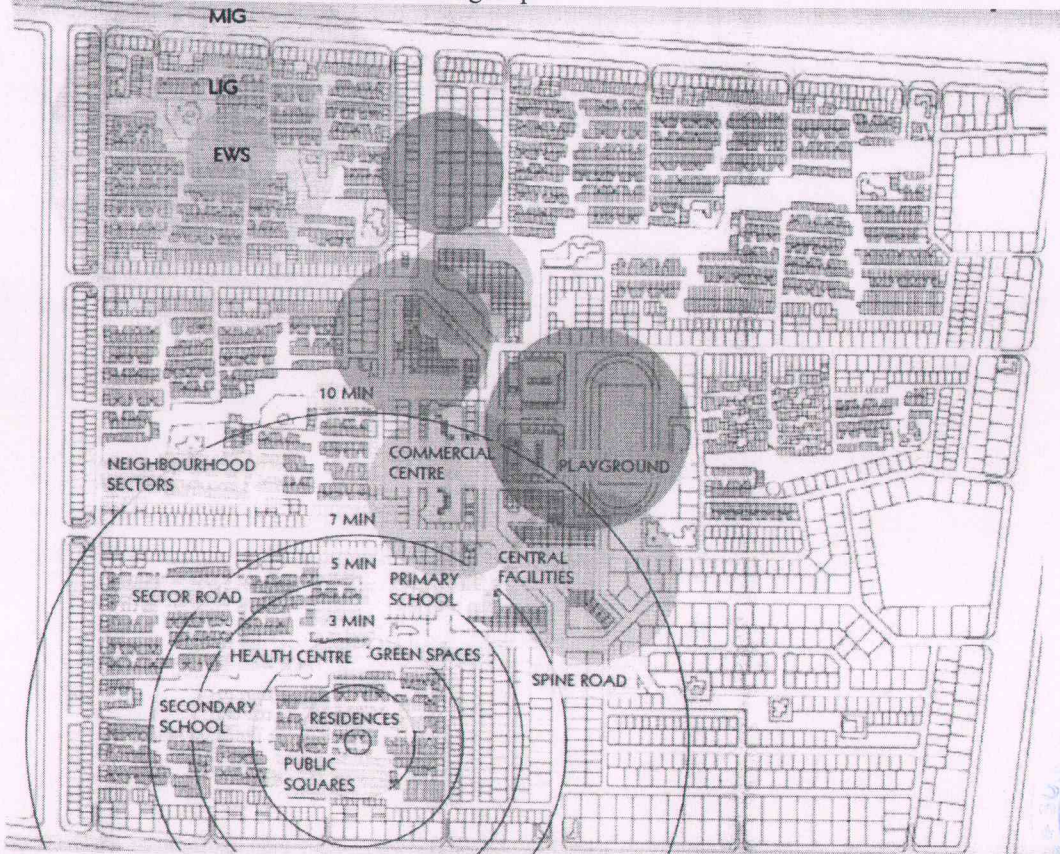 MIG
LIG
EWS
10 MIN
NEIGHBOURHOOD
SECTORS
COMMERCIAL
CENTRE
PLAYGROUND
7 MIN
5 MIN
CENTRAL
FACILITIES
SECTOR ROAD
PRIMARY
SCHOOL
3 MIN
HEALTH CENTRE
GREEN SPACES
SPINE ROAD
SECONDARY
SCHOOL
RESIDENCES
PUBLIC
SQUARES